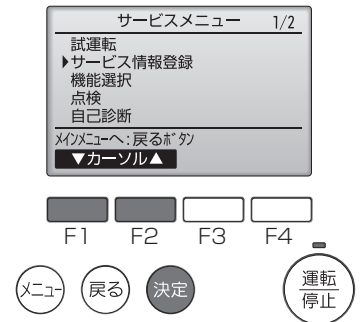 サービスメニュー 1/2
試運転
▶サービス情報登録
機能選択
点検
自己診断
メインメニューへ:戻るボタン
▼カーソル▲
F1 F2 F3 F4
メニュー 戻る 決定 運転
停止